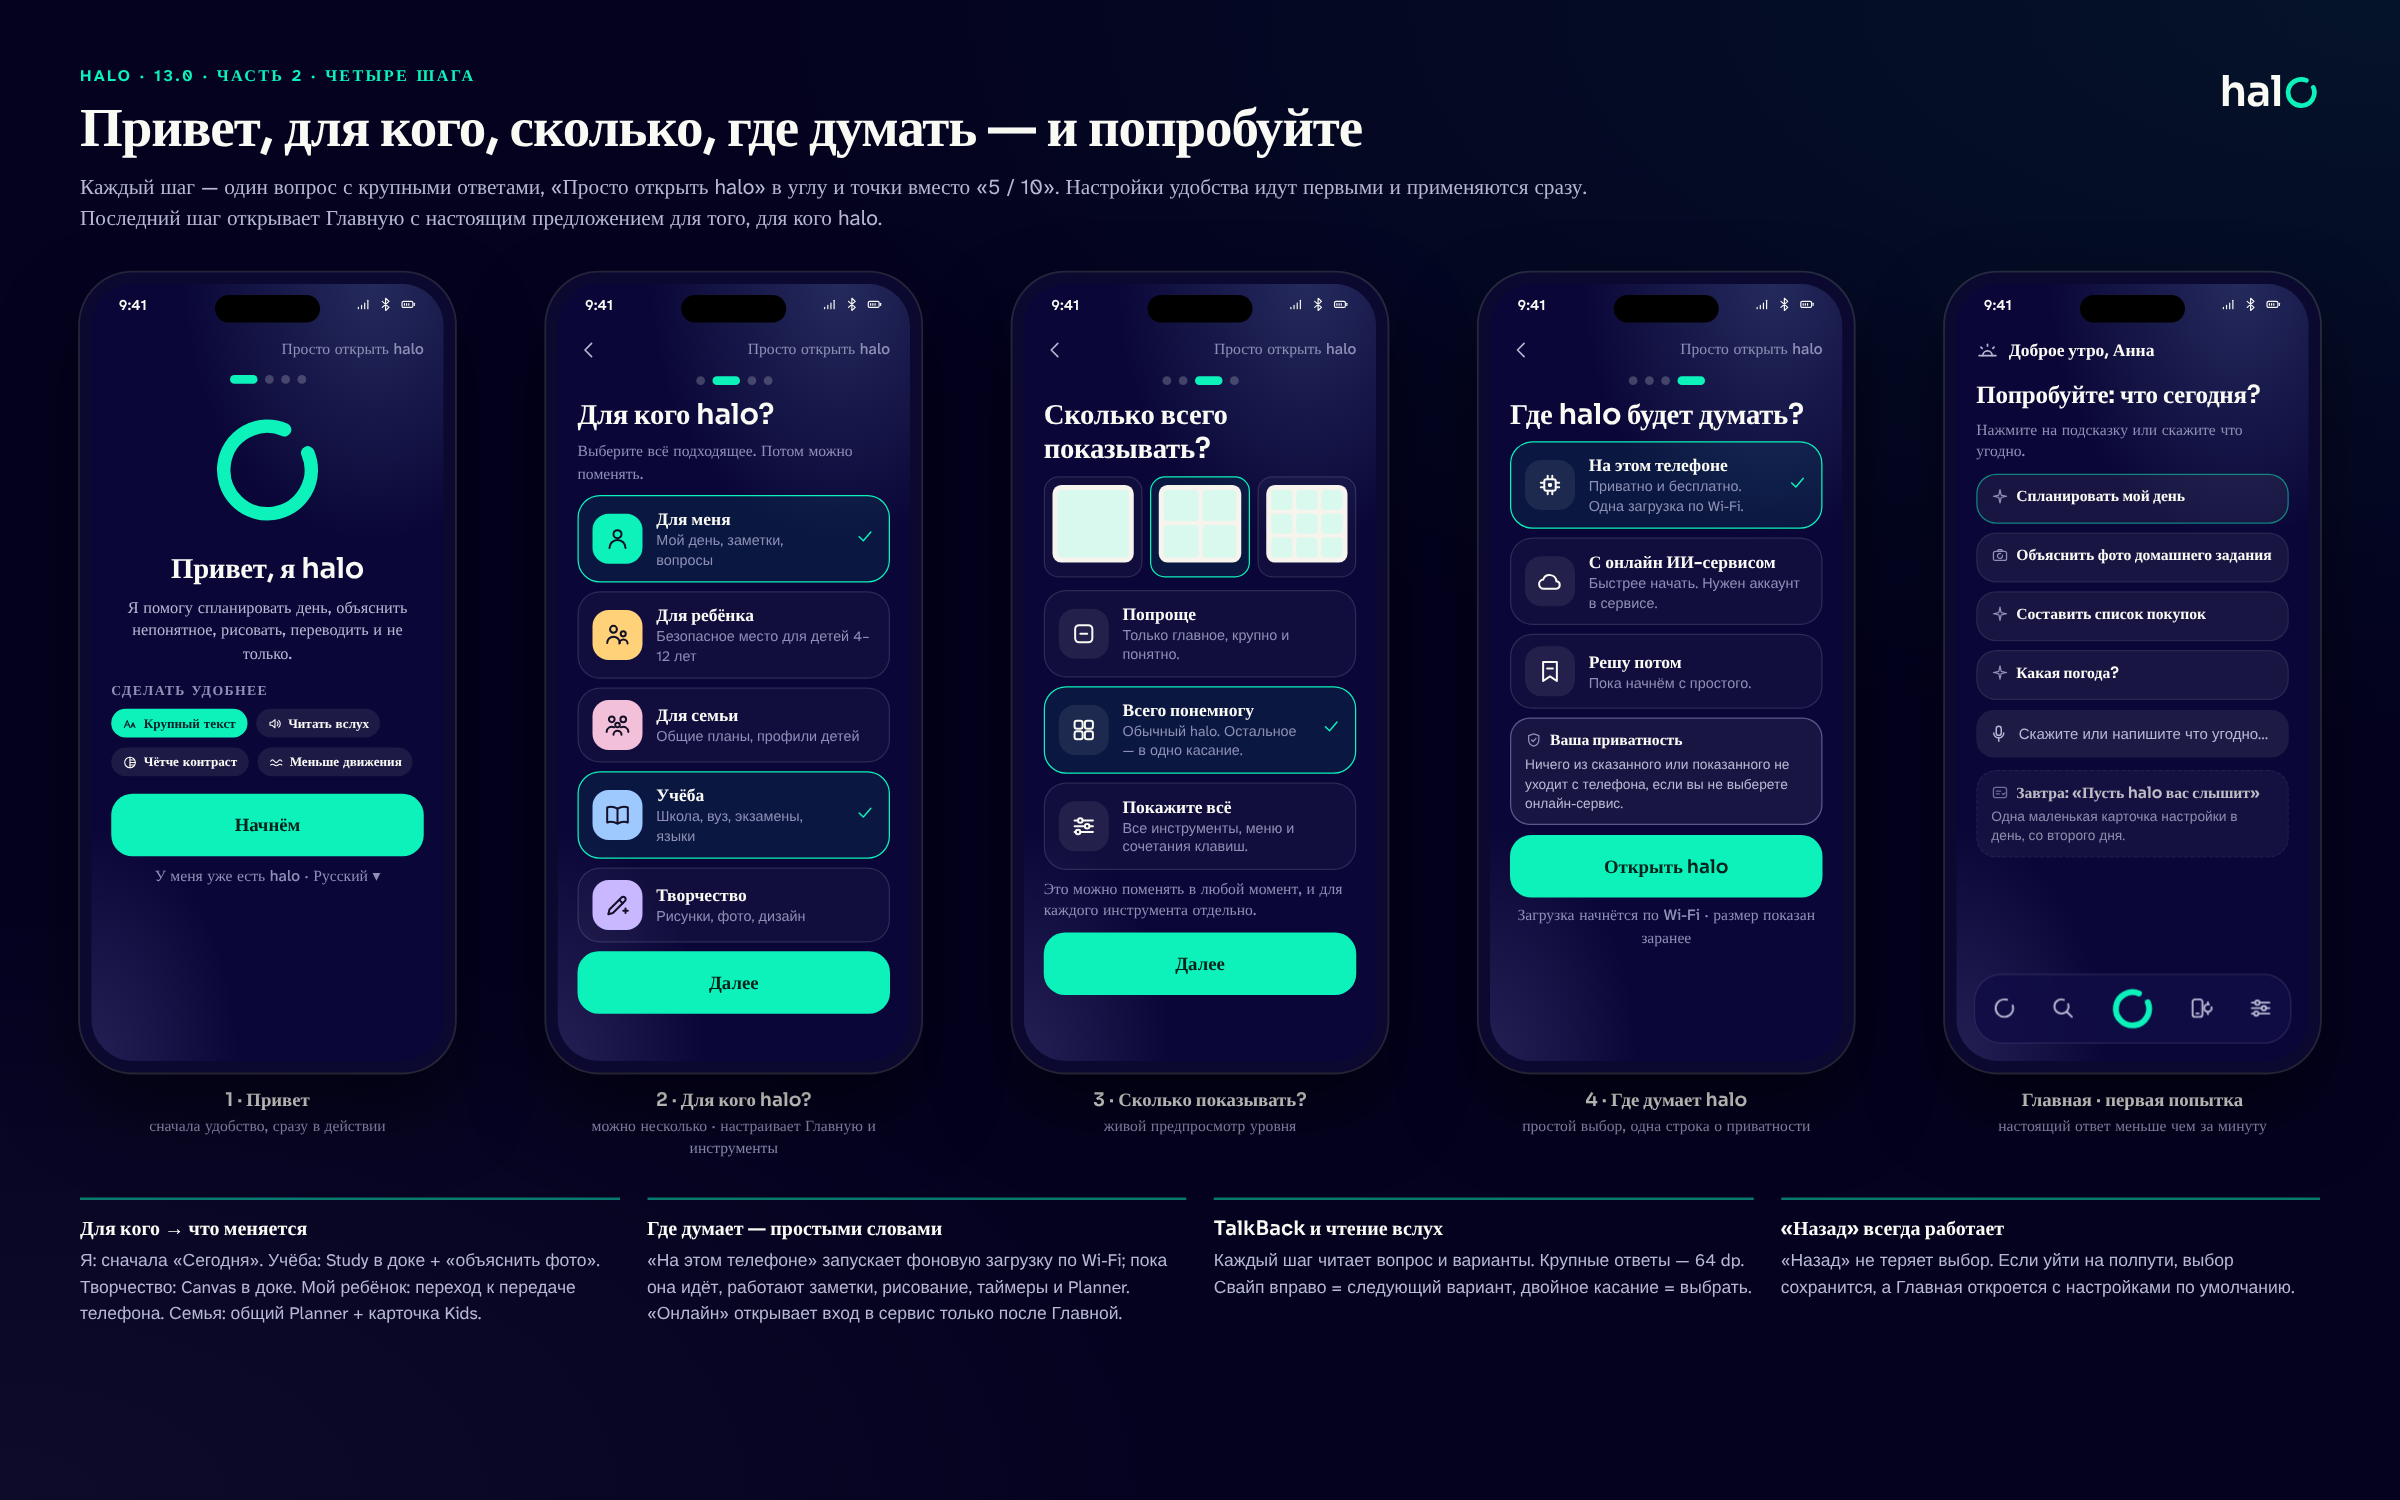 HALO · 13.0 · ЧАСТЬ 2 · ЧЕТЫРЕ ШАГА
halo
Привет, для кого, сколько, где думать — и попробуйте
Каждый шаг — один вопрос с крупными ответами, «Просто открыть halo» в углу и точки вместо «5 / 10». Настройки удобства идут первыми и применяются сразу.
Последний шаг открывает Главную с настоящим предложением для того, для кого halo.
9:41
Просто открыть halo
Привет, я halo
Я помогу спланировать день, объяснить
непонятное, рисовать, переводить и не
только.
СДЕЛАТЬ УДОБНЕЕ
Крупный текст
Читать вслух
Чётче контраст
Меньше движения
Начнём
У меня уже есть halo · Русский ▾
1 · Привет
сначала удобство, сразу в действии
9:41
Просто открыть halo
Для кого halo?
Выберите всё подходящее. Потом можно
поменять.
Для меня
Мой день, заметки,
вопросы
Для ребёнка
Безопасное место для детей 4–
12 лет
Для семьи
Общие планы, профили детей
Учёба
Школа, вуз, экзамены,
языки
Творчество
Рисунки, фото, дизайн
Далее
2 · Для кого halo?
можно несколько · настраивает Главную и
инструменты
9:41
Просто открыть halo
Сколько всего
показывать?
Попроще
Только главное, крупно и
понятно.
Всего понемногу
Обычный halo. Остальное
— в одно касание.
Покажите всё
Все инструменты, меню и
сочетания клавиш.
Это можно поменять в любой момент, и для
каждого инструмента отдельно.
Далее
3 · Сколько показывать?
живой предпросмотр уровня
9:41
Просто открыть halo
Где halo будет думать?
На этом телефоне
Приватно и бесплатно.
Одна загрузка по Wi-Fi.
С онлайн ИИ-сервисом
Быстрее начать. Нужен аккаунт
в сервисе.
Решу потом
Пока начнём с простого.
Ваша приватность
Ничего из сказанного или показанного не
уходит с телефона, если вы не выберете
онлайн-сервис.
Открыть halo
Загрузка начнётся по Wi-Fi · размер показан
заранее
4 · Где думает halo
простой выбор, одна строка о приватности
9:41
Доброе утро, Анна
Попробуйте: что сегодня?
Нажмите на подсказку или скажите что
угодно.
Спланировать мой день
Объяснить фото домашнего задания
Составить список покупок
Какая погода?
Скажите или напишите что угодно...
Завтра: «Пусть halo вас слышит»
Одна маленькая карточка настройки в
день, со второго дня.
Главная · первая попытка
настоящий ответ меньше чем за минуту
Для кого → что меняется
Я: сначала «Сегодня». Учёба: Study в доке + «объяснить фото».
Творчество: Canvas в доке. Мой ребёнок: переход к передаче
телефона. Семья: общий Planner + карточка Kids.
Где думает — простыми словами
«На этом телефоне» запускает фоновую загрузку по Wi-Fi; пока
она идёт, работают заметки, рисование, таймеры и Planner.
«Онлайн» открывает вход в сервис только после Главной.
TalkBack и чтение вслух
Каждый шаг читает вопрос и варианты. Крупные ответы — 64 dp.
Свайп вправо = следующий вариант, двойное касание = выбрать.
«Назад» всегда работает
«Назад» не теряет выбор. Если уйти на полпути, выбор
сохранится, а Главная откроется с настройками по умолчанию.